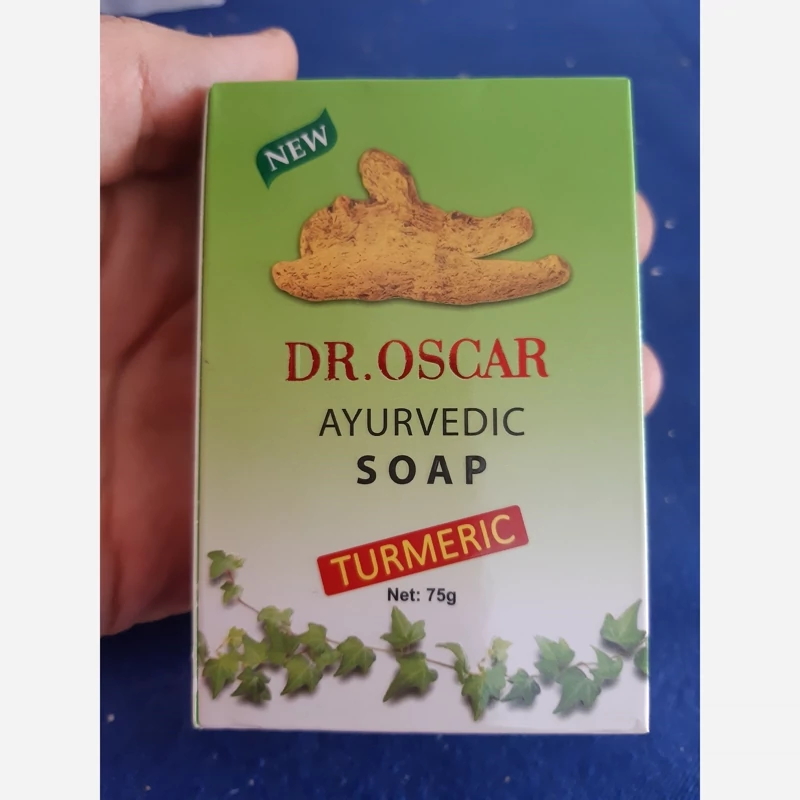 NEW
DR.OSCAR
AYURVEDIC
SOAP
TURMERIC
Net: 75g